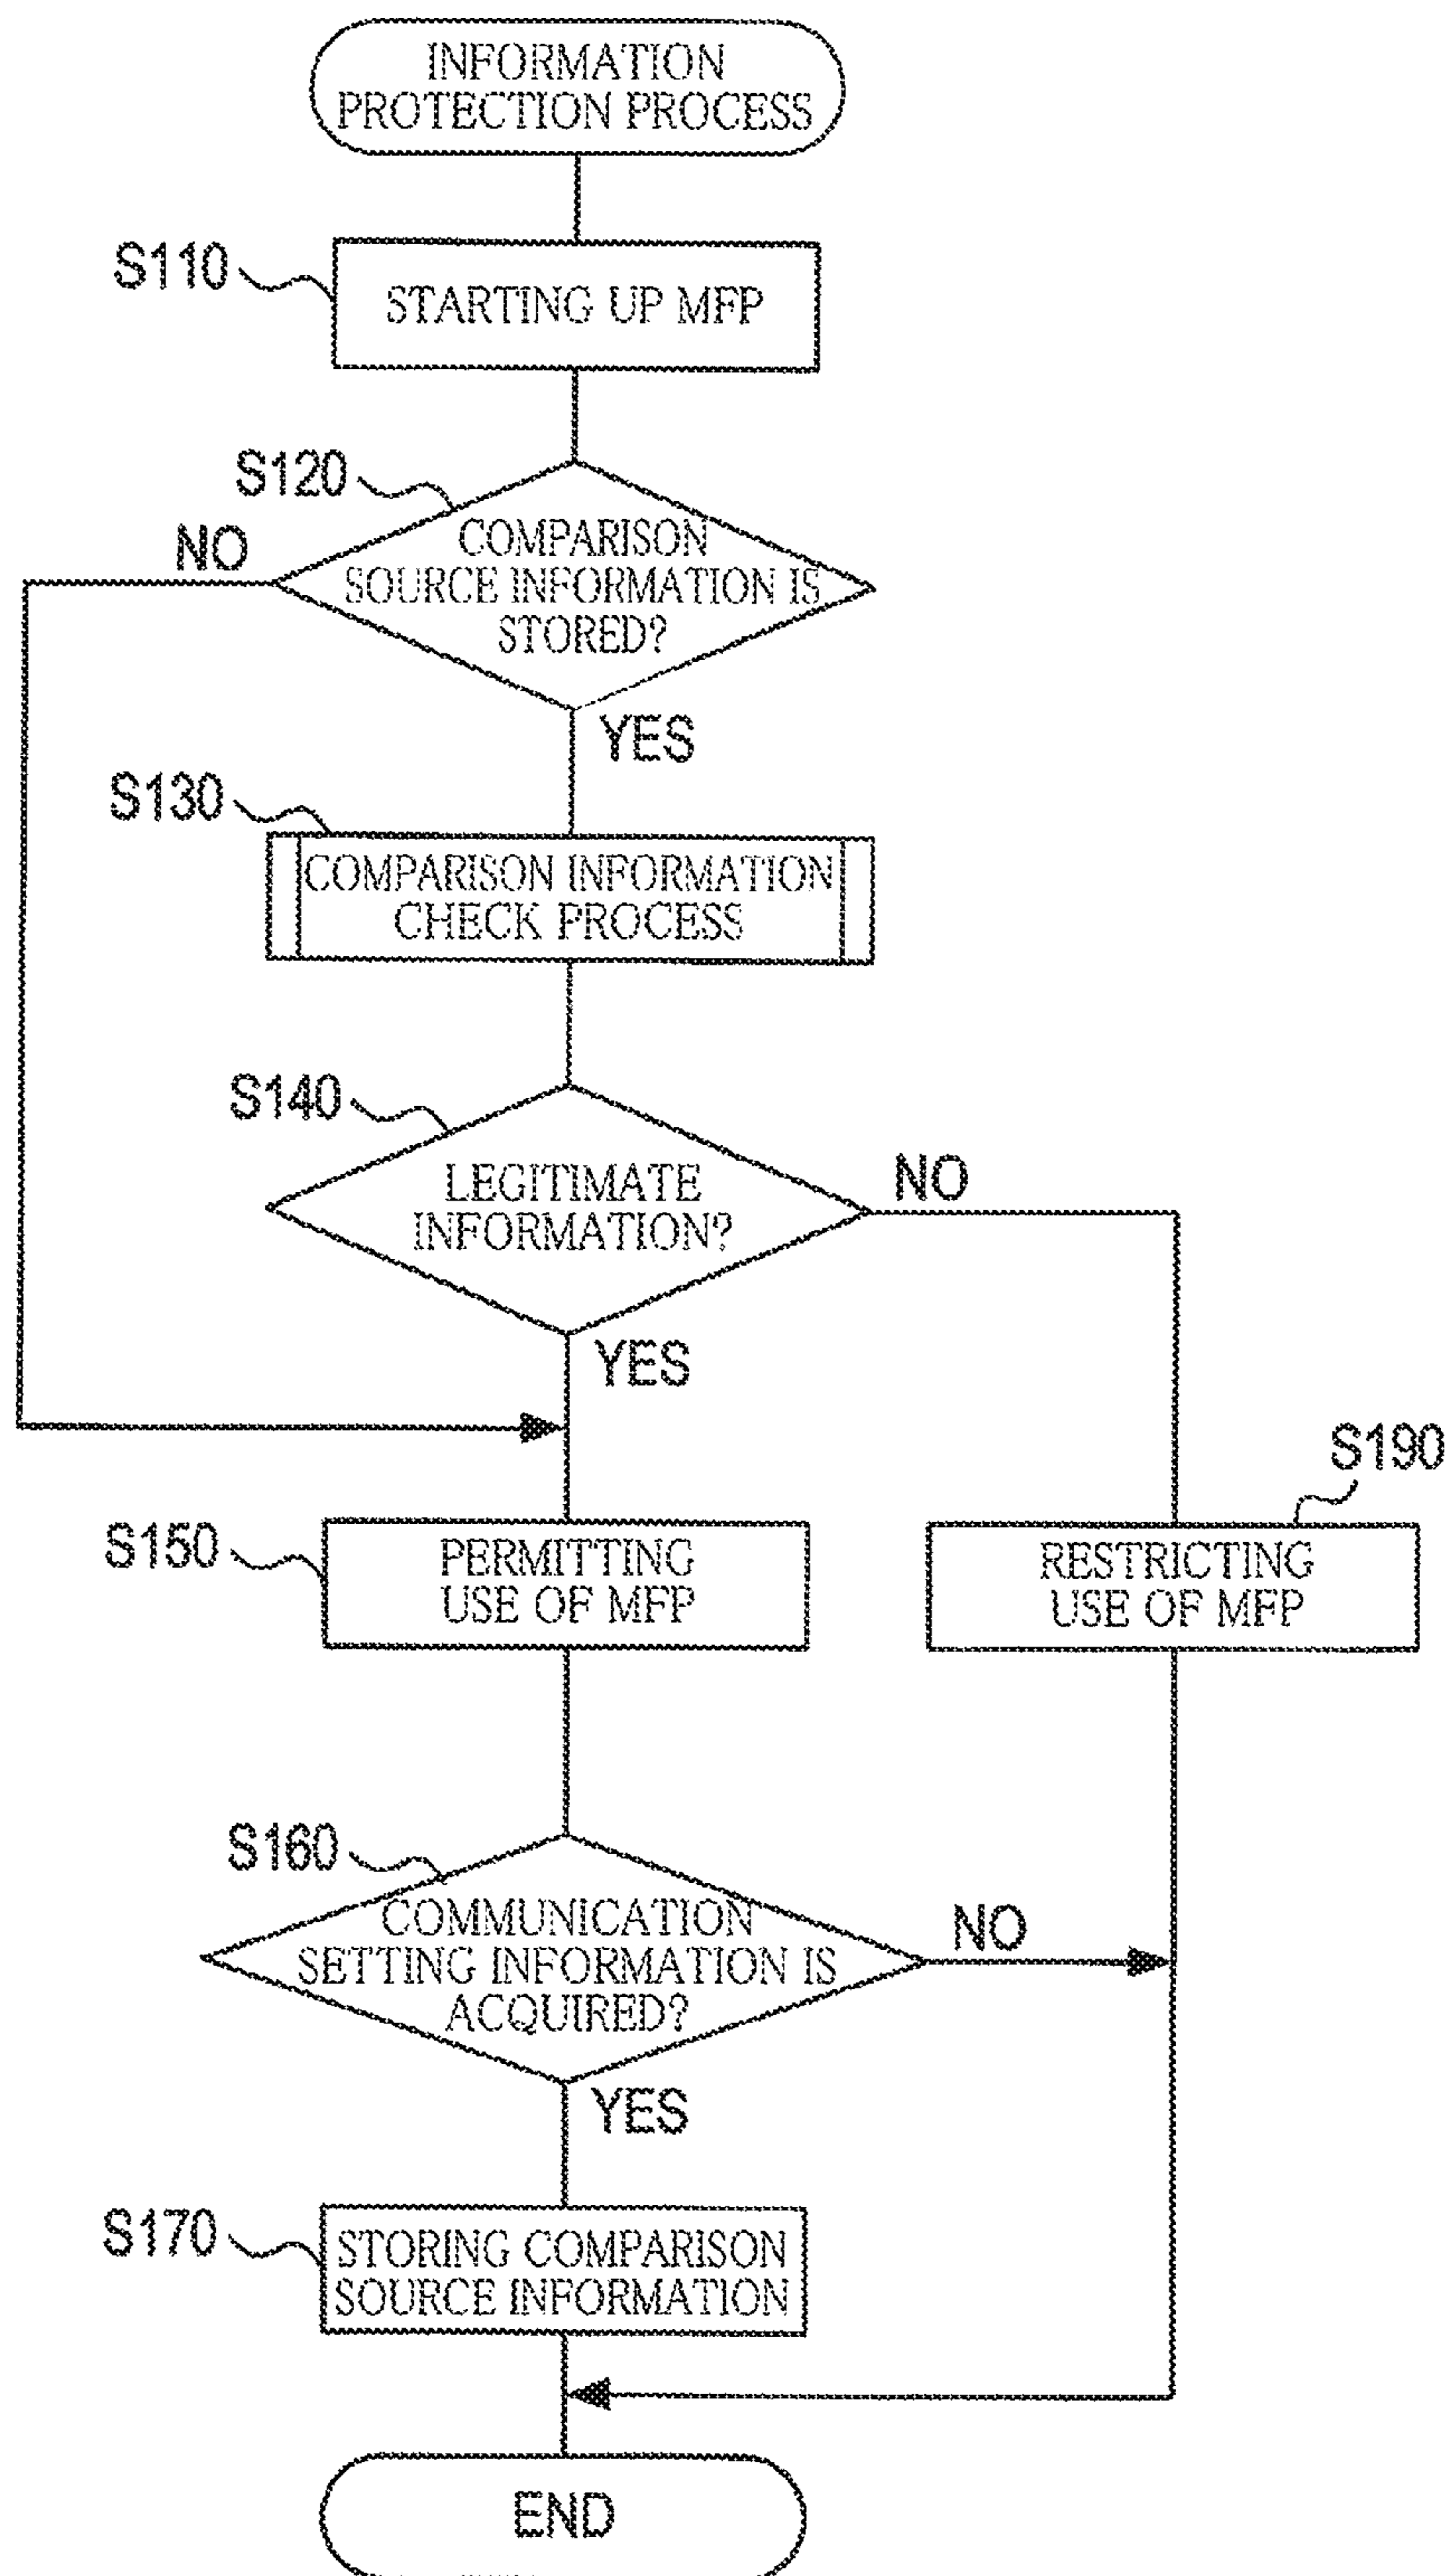 INFORMATION
PROTECTION PROCESS
S110
STARTING UP MFP
S120
NO
COMPARISON
SOURCE INFORMATION IS
STORED?
YES
S130
COMPARISON INFORMATION
CHECK PROCESS
S140
LEGITIMATE
INFORMATION?
NO
YES
S150
PERMITTING
USE OF MFP
S190
RESTRICTING
USE OF MFP
S160
COMMUNICATION
SETTING INFORMATION IS
ACQUIRED?
NO
YES
S170
STORING COMPARISON
SOURCE INFORMATION
END